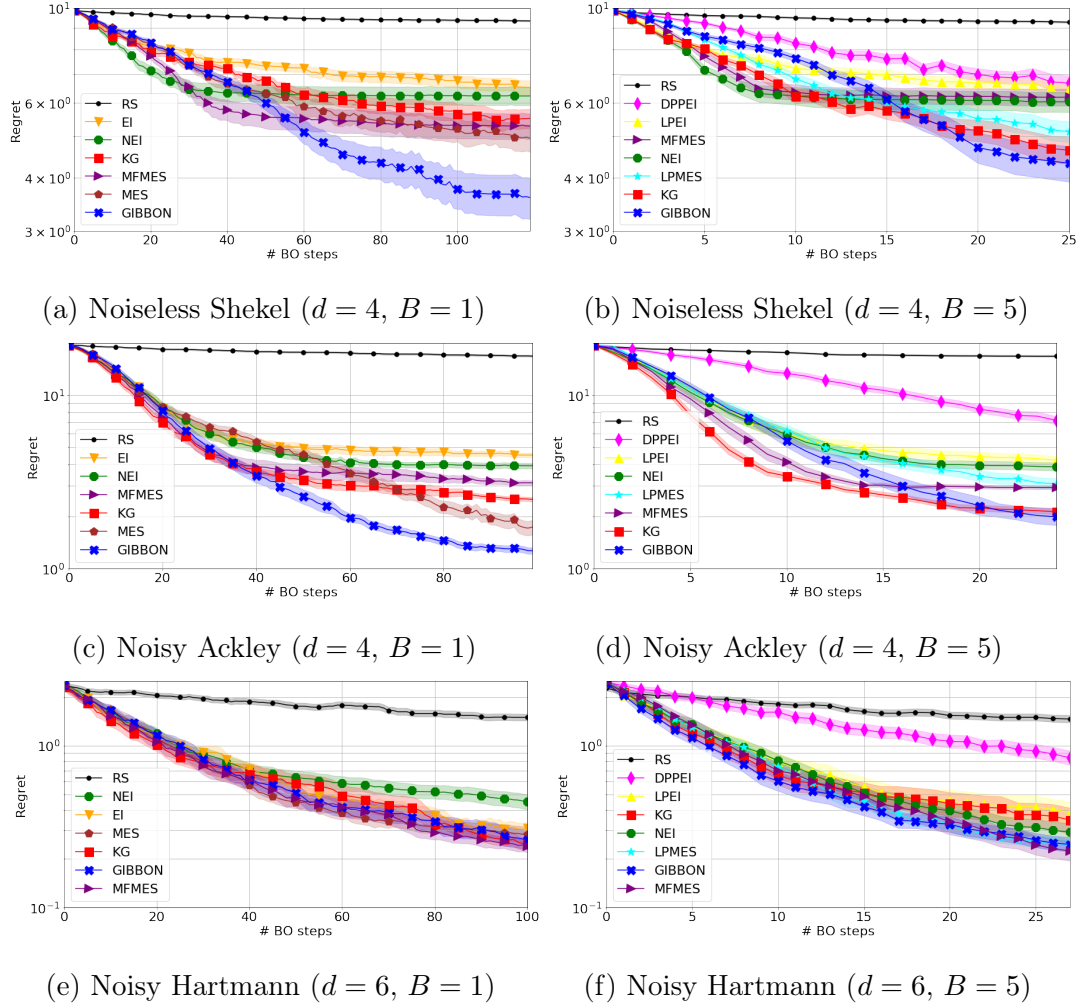 10¹
6 × 10⁰
4 × 10⁰
3 × 10⁰
Regret
RS
EI
NEI
KG
MFMES
MES
GIBBON
0 20 40 60 80 100
# BO steps
(a) Noiseless Shekel (d = 4, B = 1)
10¹
6 × 10⁰
4 × 10⁰
3 × 10⁰
Regret
RS
DPPEI
LPEI
MFMES
NEI
LPMES
KG
GIBBON
0 5 10 15 20 25
# BO steps
(b) Noiseless Shekel (d = 4, B = 5)
10¹
10⁰
Regret
RS
EI
NEI
MFMES
KG
MES
GIBBON
0 20 40 60 80
# BO steps
(c) Noisy Ackley (d = 4, B = 1)
10¹
10⁰
Regret
RS
DPPEI
LPEI
NEI
LPMES
MFMES
KG
GIBBON
0 5 10 15 20
# BO steps
(d) Noisy Ackley (d = 4, B = 5)
10⁰
10⁻¹
Regret
RS
NEI
EI
MES
KG
GIBBON
MFMES
0 20 40 60 80 100
# BO steps
(e) Noisy Hartmann (d = 6, B = 1)
10⁰
10⁻¹
Regret
RS
DPPEI
LPEI
KG
NEI
LPMES
GIBBON
MFMES
0 5 10 15 20 25
# BO steps
(f) Noisy Hartmann (d = 6, B = 5)